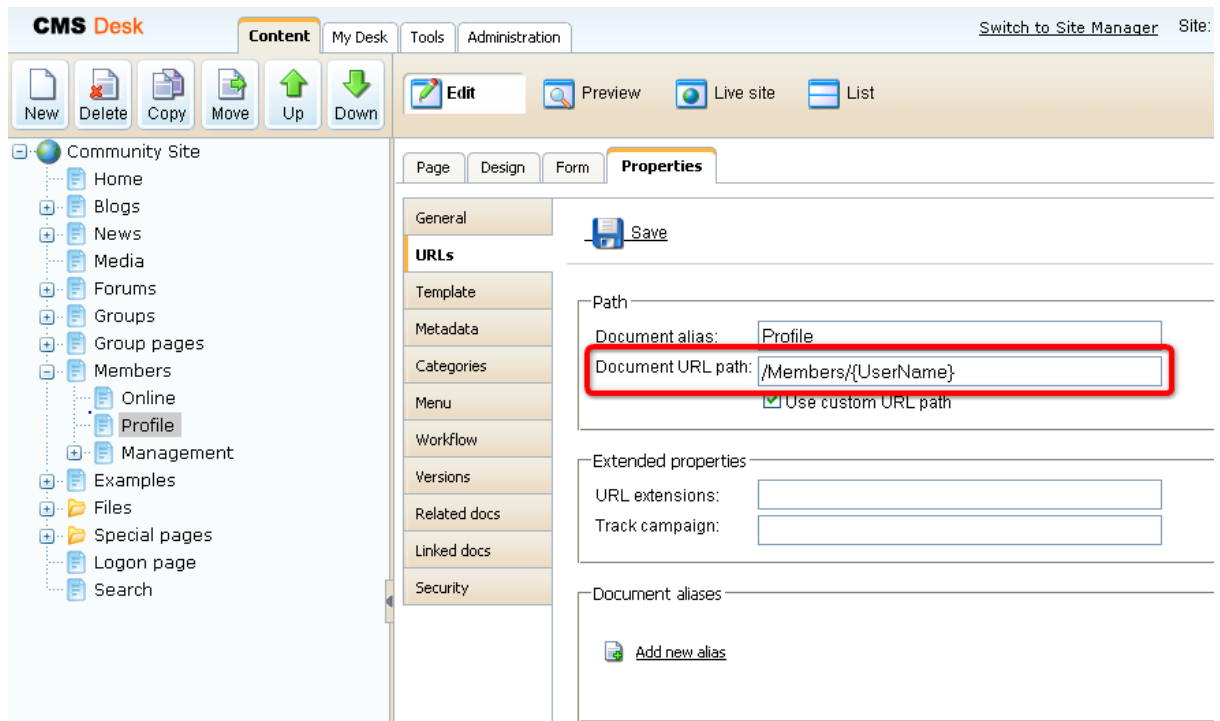 CMS Desk
Content
My Desk
Tools
Administration
Switch to Site Manager
Site:
New
Delete
Copy
Move
Up
Down
Edit
Preview
Live site
List
Community Site
Home
Blogs
News
Media
Forums
Groups
Group pages
Members
Online
Profile
Management
Examples
Files
Special pages
Logon page
Search
Page
Design
Form
Properties
General
URLs
Template
Metadata
Categories
Menu
Workflow
Versions
Related docs
Linked docs
Security
Save
Path
Document alias: Profile
Document URL path: /Members/{UserName}
Use custom URL path
Extended properties
URL extensions:
Track campaign:
Document aliases
Add new alias